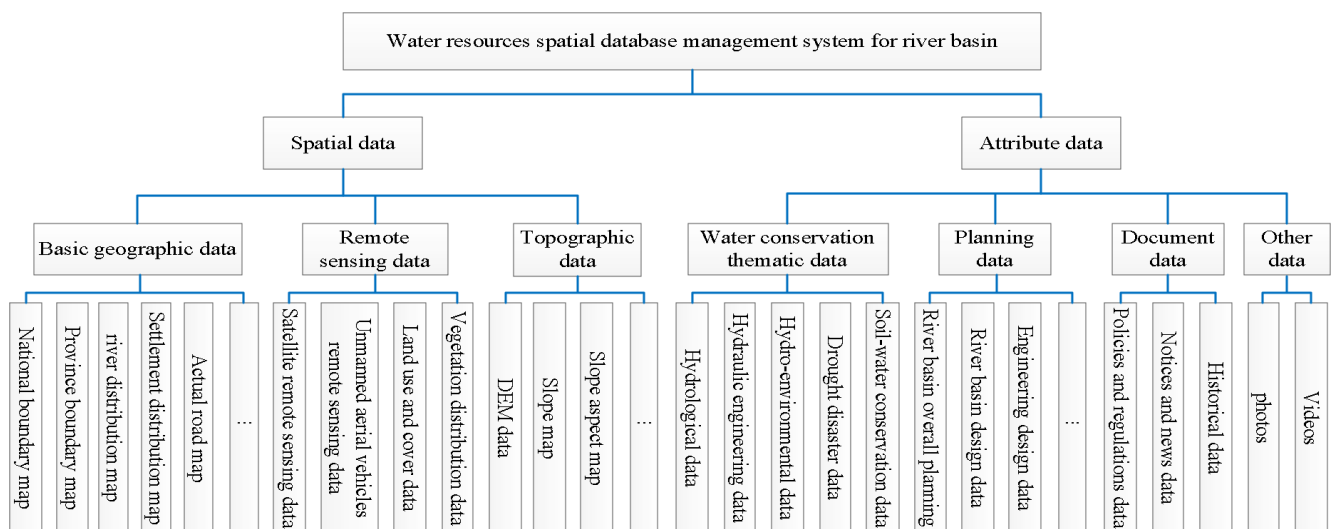 Water resources spatial database management system for river basin
Spatial data
Attribute data
Basic geographic data
Remote
sensing data
Topographic
data
Water conservation
thematic data
Planning
data
Document
data
Other
data
National boundary map
Province boundary map
river distribution map
Settlement distribution map
Actual road map
...
Satellite remote sensing data
Unmanned aerial vehicles
remote sensing data
Land use and cover data
Vegetation distribution data
DEM data
Slope map
Slope aspect map
...
Hydrological data
Hydraulic engineering data
Hydro-environmental data
Drought disaster data
Soil-water conservation data
River basin overall planning
River basin design data
Engineering design data
...
Policies and regulations data
Notices and news data
Historical data
photos
Videos